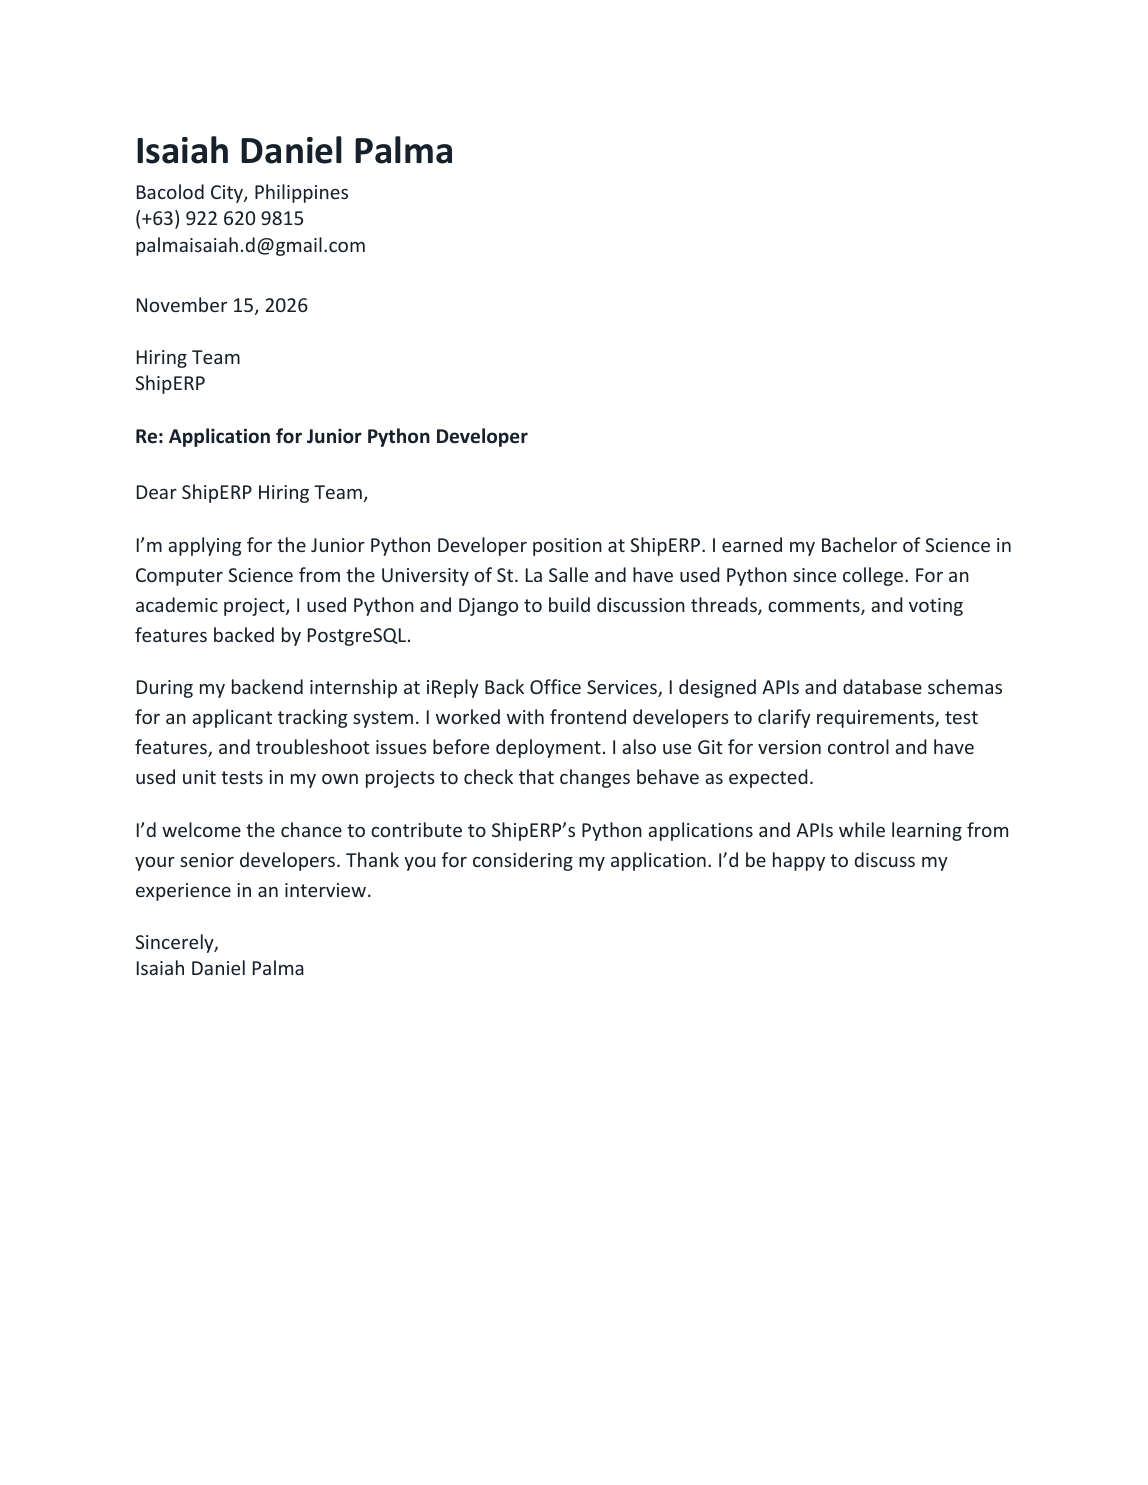 Isaiah Daniel Palma
Bacolod City, Philippines
(+63) 922 620 9815
palmaisaiah.d@gmail.com
November 15, 2026
Hiring Team
ShipERP
Re: Application for Junior Python Developer
Dear ShipERP Hiring Team,
I’m applying for the Junior Python Developer position at ShipERP. I earned my Bachelor of Science in
Computer Science from the University of St. La Salle and have used Python since college. For an
academic project, I used Python and Django to build discussion threads, comments, and voting
features backed by PostgreSQL.
During my backend internship at iReply Back Office Services, I designed APIs and database schemas
for an applicant tracking system. I worked with frontend developers to clarify requirements, test
features, and troubleshoot issues before deployment. I also use Git for version control and have
used unit tests in my own projects to check that changes behave as expected.
I’d welcome the chance to contribute to ShipERP’s Python applications and APIs while learning from
your senior developers. Thank you for considering my application. I’d be happy to discuss my
experience in an interview.
Sincerely,
Isaiah Daniel Palma